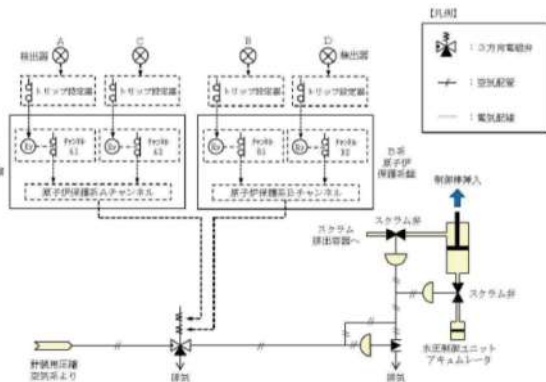 【凡例】
:3方向電磁弁
:空気配管
:電気配線
A
C
B
D
検出器
検出器
トリップ設定器
トリップ設定器
トリップ設定器
トリップ設定器
Ry
チャンネル
A1
Ry
チャンネル
A2
Ry
チャンネル
B1
Ry
チャンネル
B2
原子炉保護系Aチャンネル
原子炉保護系Bチャンネル
B系
原子炉
保護系盤
制御棒挿入
スクラム弁
スクラム
排出容器へ
スクラム弁
水圧制御ユニット
アキュムレータ
計装用圧縮
空気系より
排気
排気